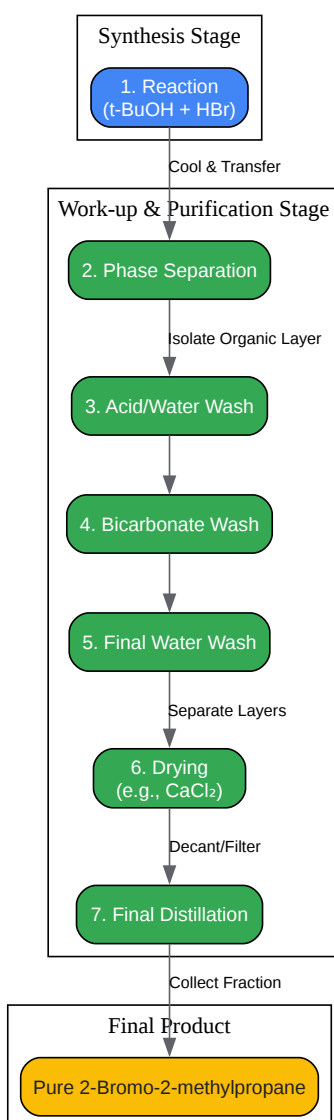 Synthesis Stage
1. Reaction
(t-BuOH + HBr)
Cool & Transfer
Work-up & Purification Stage
2. Phase Separation
Isolate Organic Layer
3. Acid/Water Wash
4. Bicarbonate Wash
5. Final Water Wash
Separate Layers
6. Drying
(e.g., CaCl₂)
Decant/Filter
7. Final Distillation
Collect Fraction
Final Product
Pure 2-Bromo-2-methylpropane